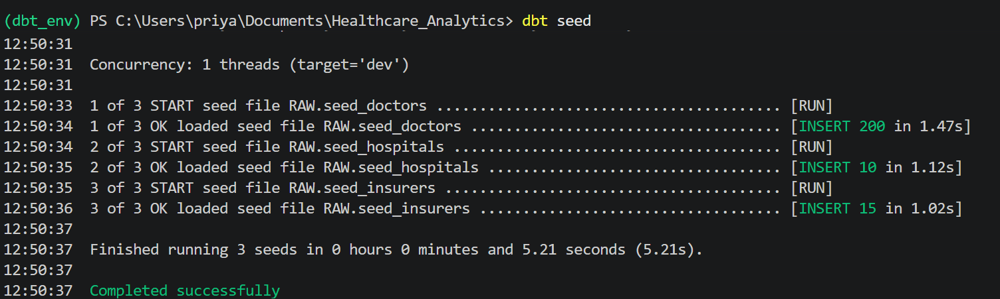 (dbt_env) PS C:\Users\priya\Documents\Healthcare_Analytics> dbt seed
12:50:31
12:50:31  Concurrency: 1 threads (target='dev')
12:50:31
12:50:33  1 of 3 START seed file RAW.seed_doctors ........................................ [RUN]
12:50:34  1 of 3 OK loaded seed file RAW.seed_doctors .................................... [INSERT 200 in 1.47s]
12:50:34  2 of 3 START seed file RAW.seed_hospitals ...................................... [RUN]
12:50:35  2 of 3 OK loaded seed file RAW.seed_hospitals .................................. [INSERT 10 in 1.12s]
12:50:35  3 of 3 START seed file RAW.seed_insurers ....................................... [RUN]
12:50:36  3 of 3 OK loaded seed file RAW.seed_insurers ................................... [INSERT 15 in 1.02s]
12:50:37
12:50:37  Finished running 3 seeds in 0 hours 0 minutes and 5.21 seconds (5.21s).
12:50:37
12:50:37  Completed successfully